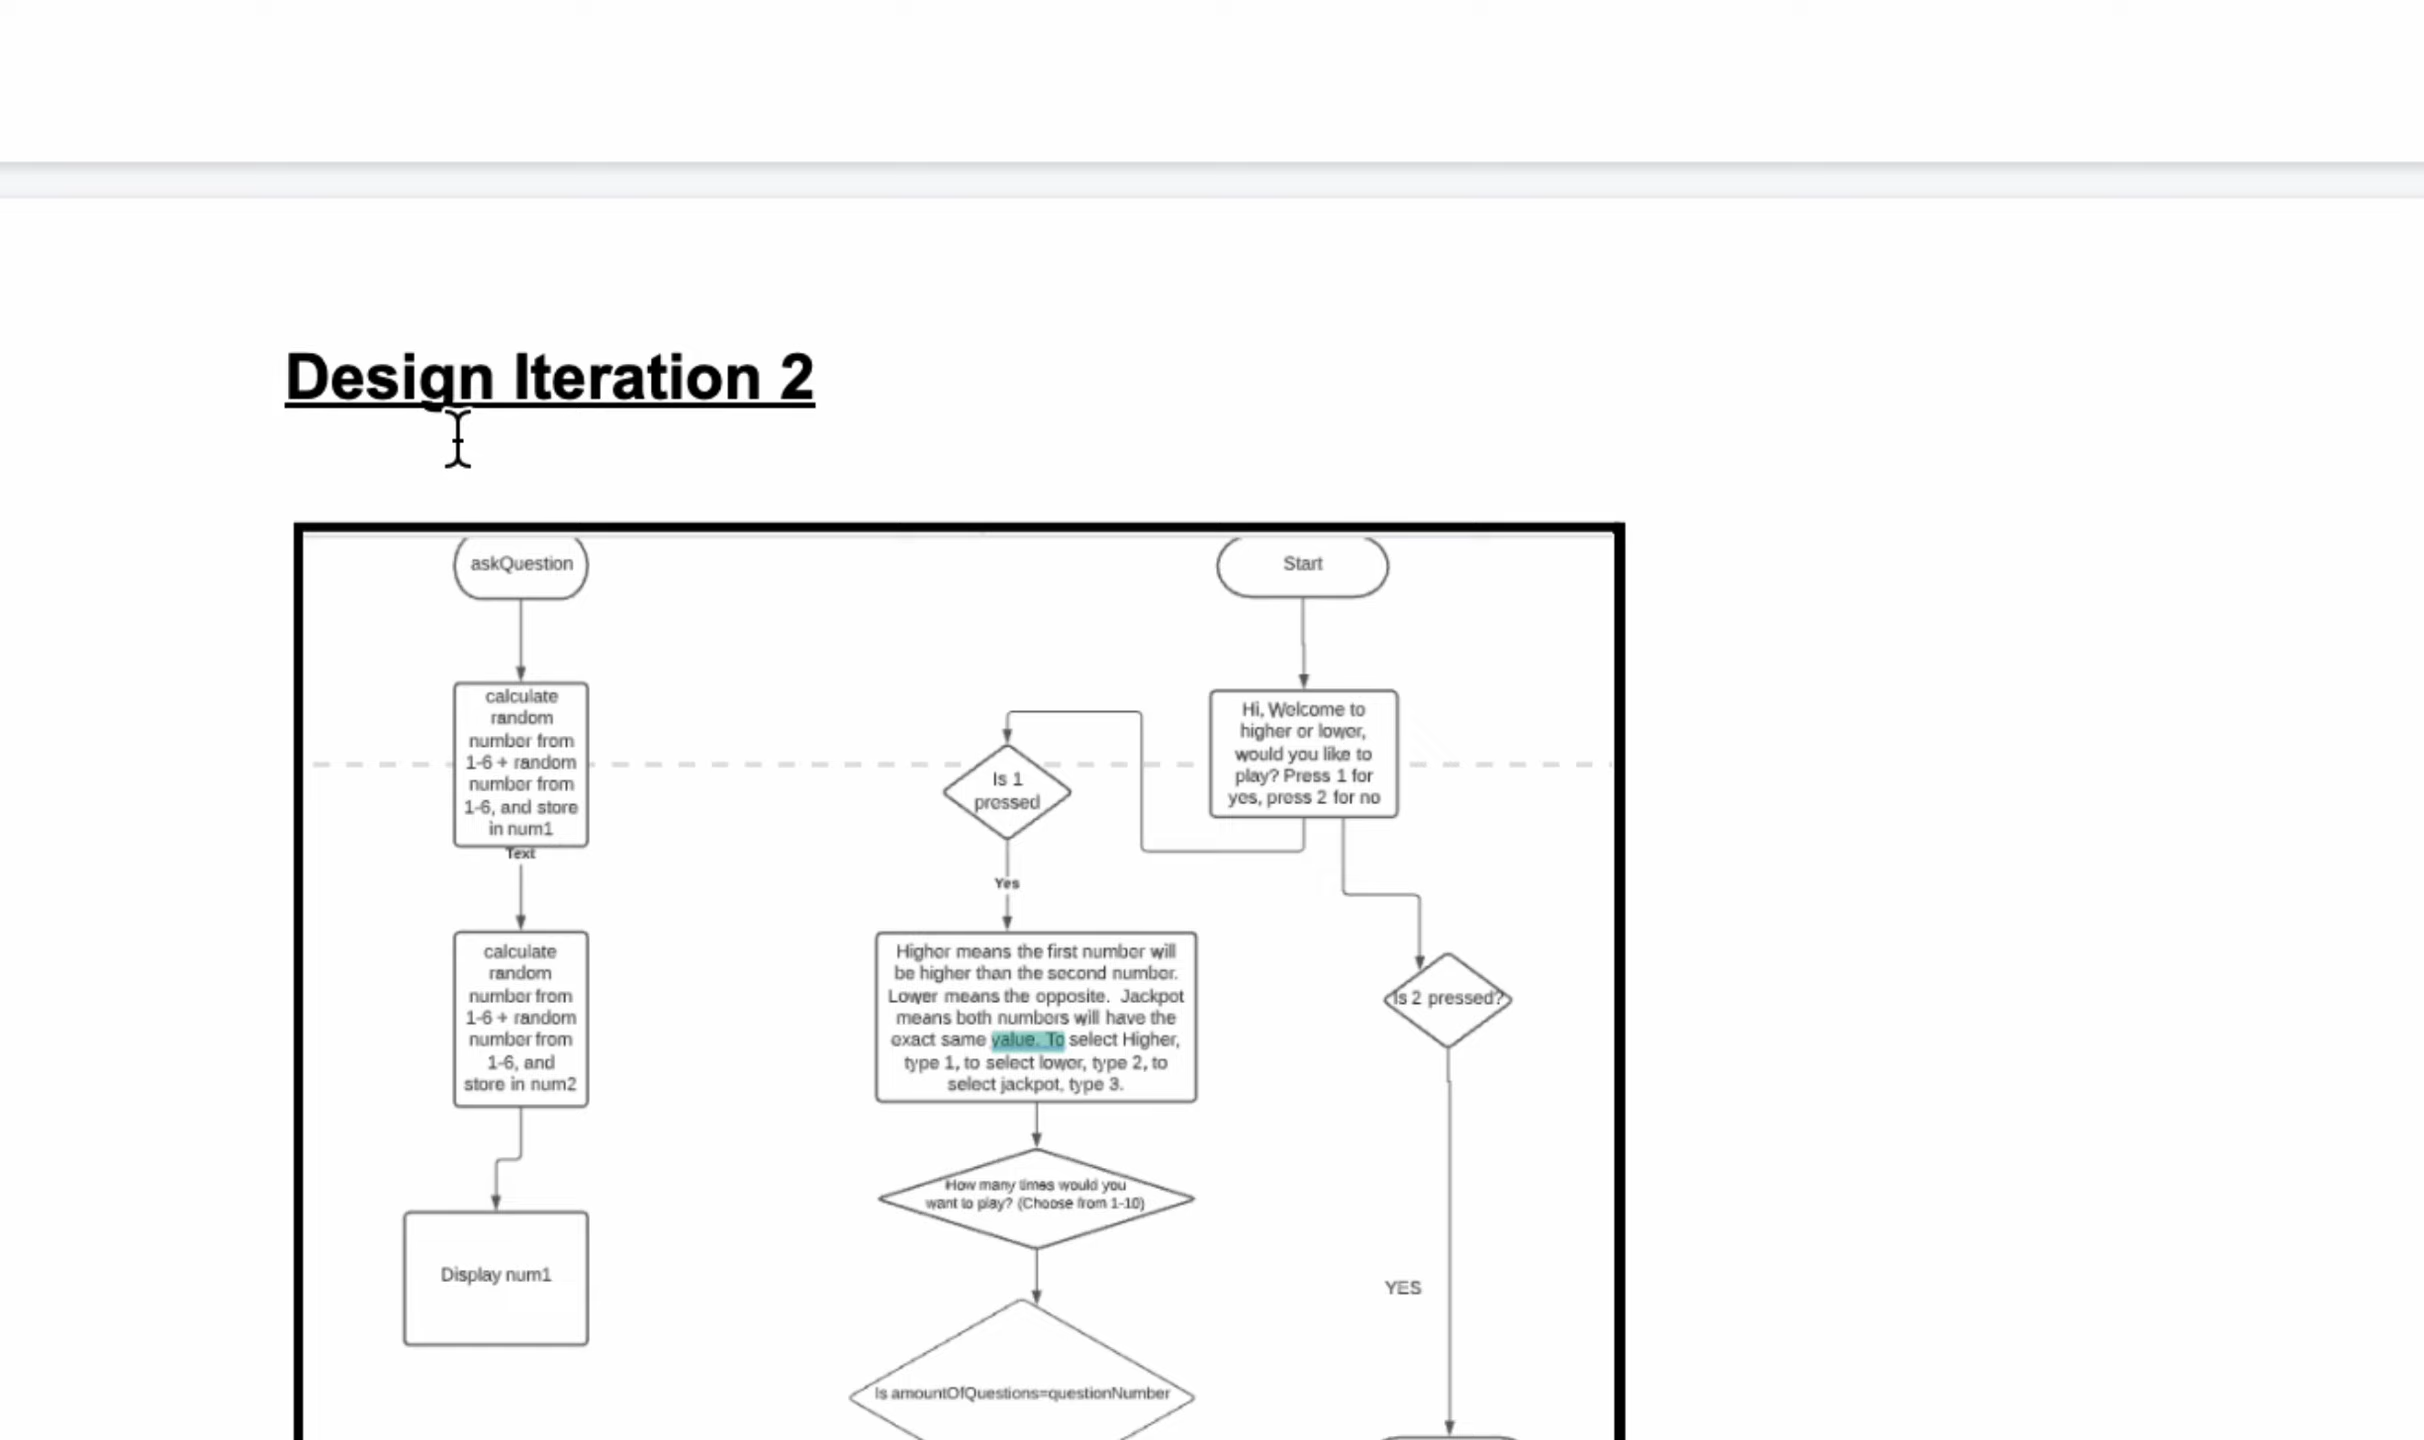 Design Iteration 2
askQuestion
calculate
random
number from
1-6 + random
number from
1-6, and store
in num1
Text
calculate
random
number from
1-6 + random
number from
1-6, and
store in num2
Display num1
Start
Hi, Welcome to
higher or lower,
would you like to
play? Press 1 for
yes, press 2 for no
Is 1
pressed
Yes
Higher means the first number will
be higher than the second number.
Lower means the opposite. Jackpot
means both numbers will have the
exact same value. To select Higher,
type 1, to select lower, type 2, to
select jackpot, type 3.
How many times would you
want to play? (Choose from 1-10)
Is amountOfQuestions=questionNumber
Is 2 pressed?
YES